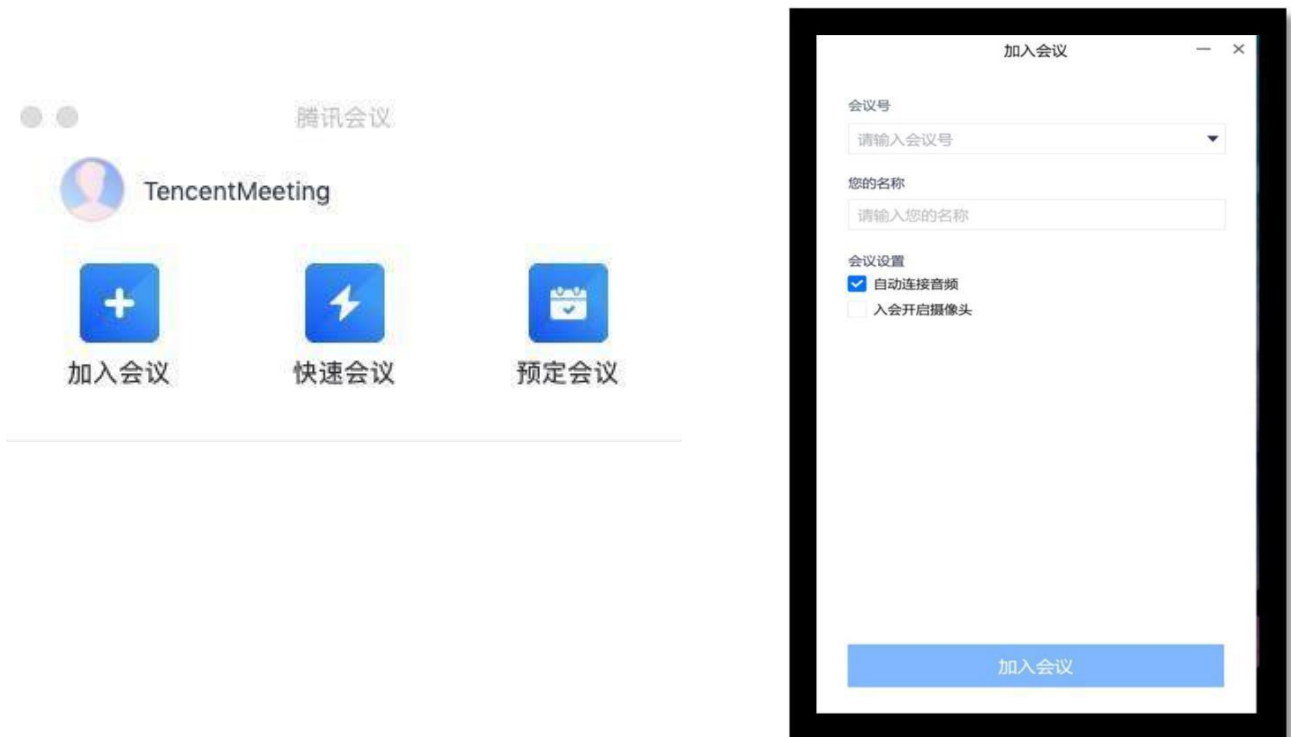 腾讯会议
TencentMeeting
加入会议
快速会议
预定会议
加入会议
会议号
请输入会议号
您的名称
请输入您的名称
会议设置
自动连接音频
入会开启摄像头
加入会议